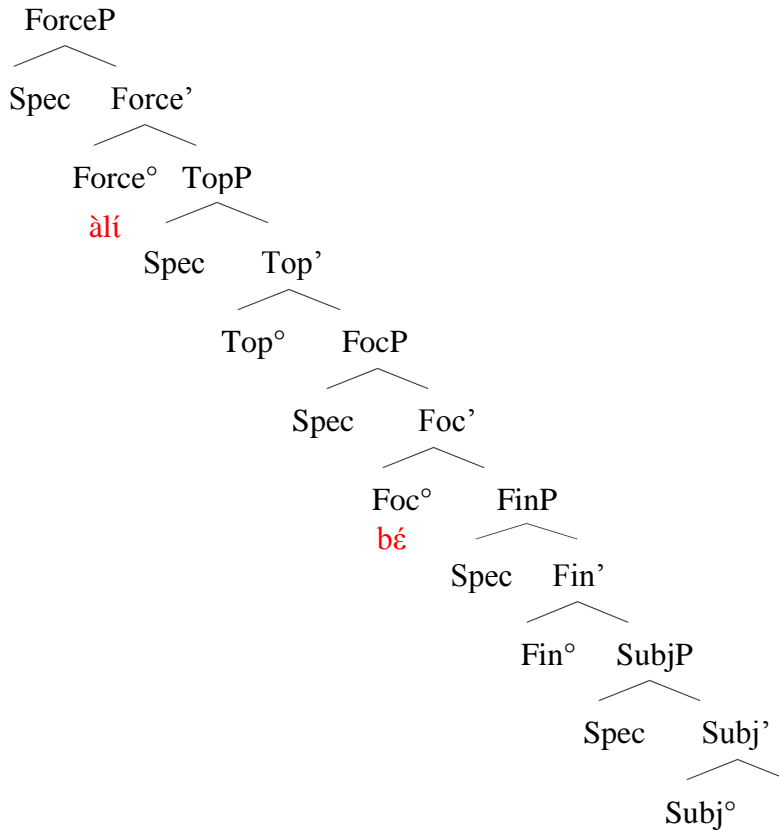 ForceP
Spec Force’
Force° TopP
àlɩ́
Spec Top’
Top° FocP
Spec Foc’
Foc° FinP
bɛ́
Spec Fin’
Fin° SubjP
Spec Subj’
Subj°